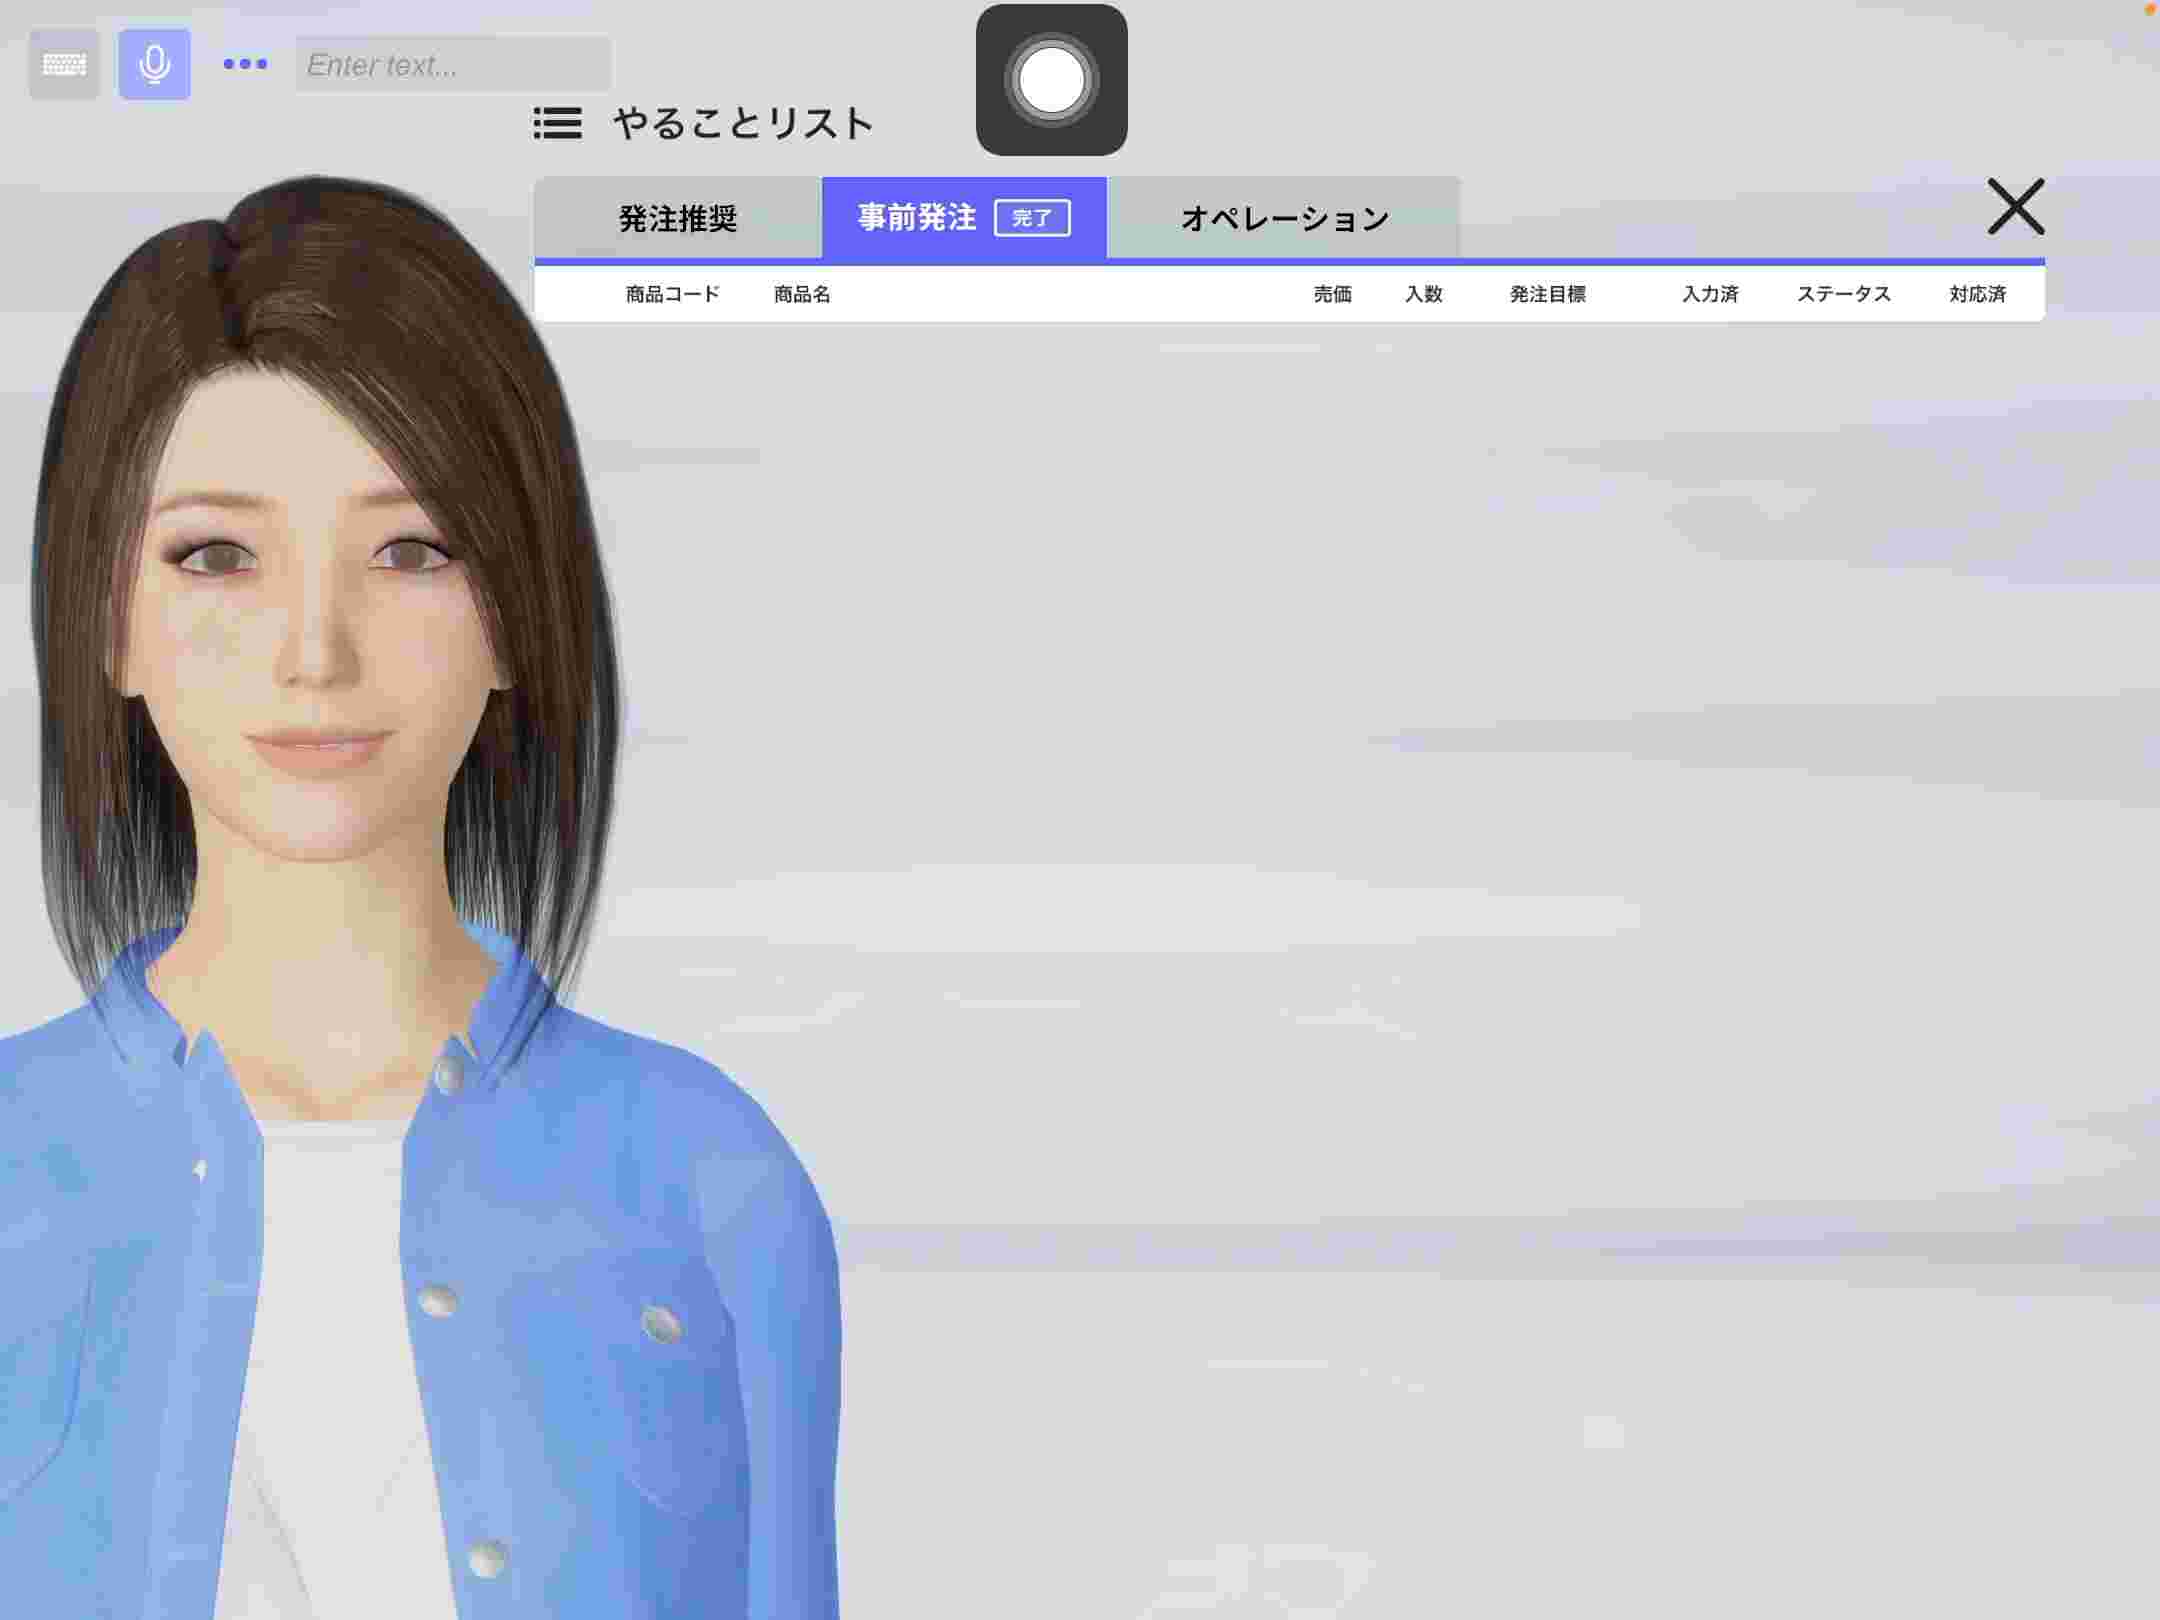 Enter text...
やることリスト
発注推奨 事前発注 完了 オペレーション
商品コード 商品名 売価 入数 発注目標 入力済 ステータス 対応済